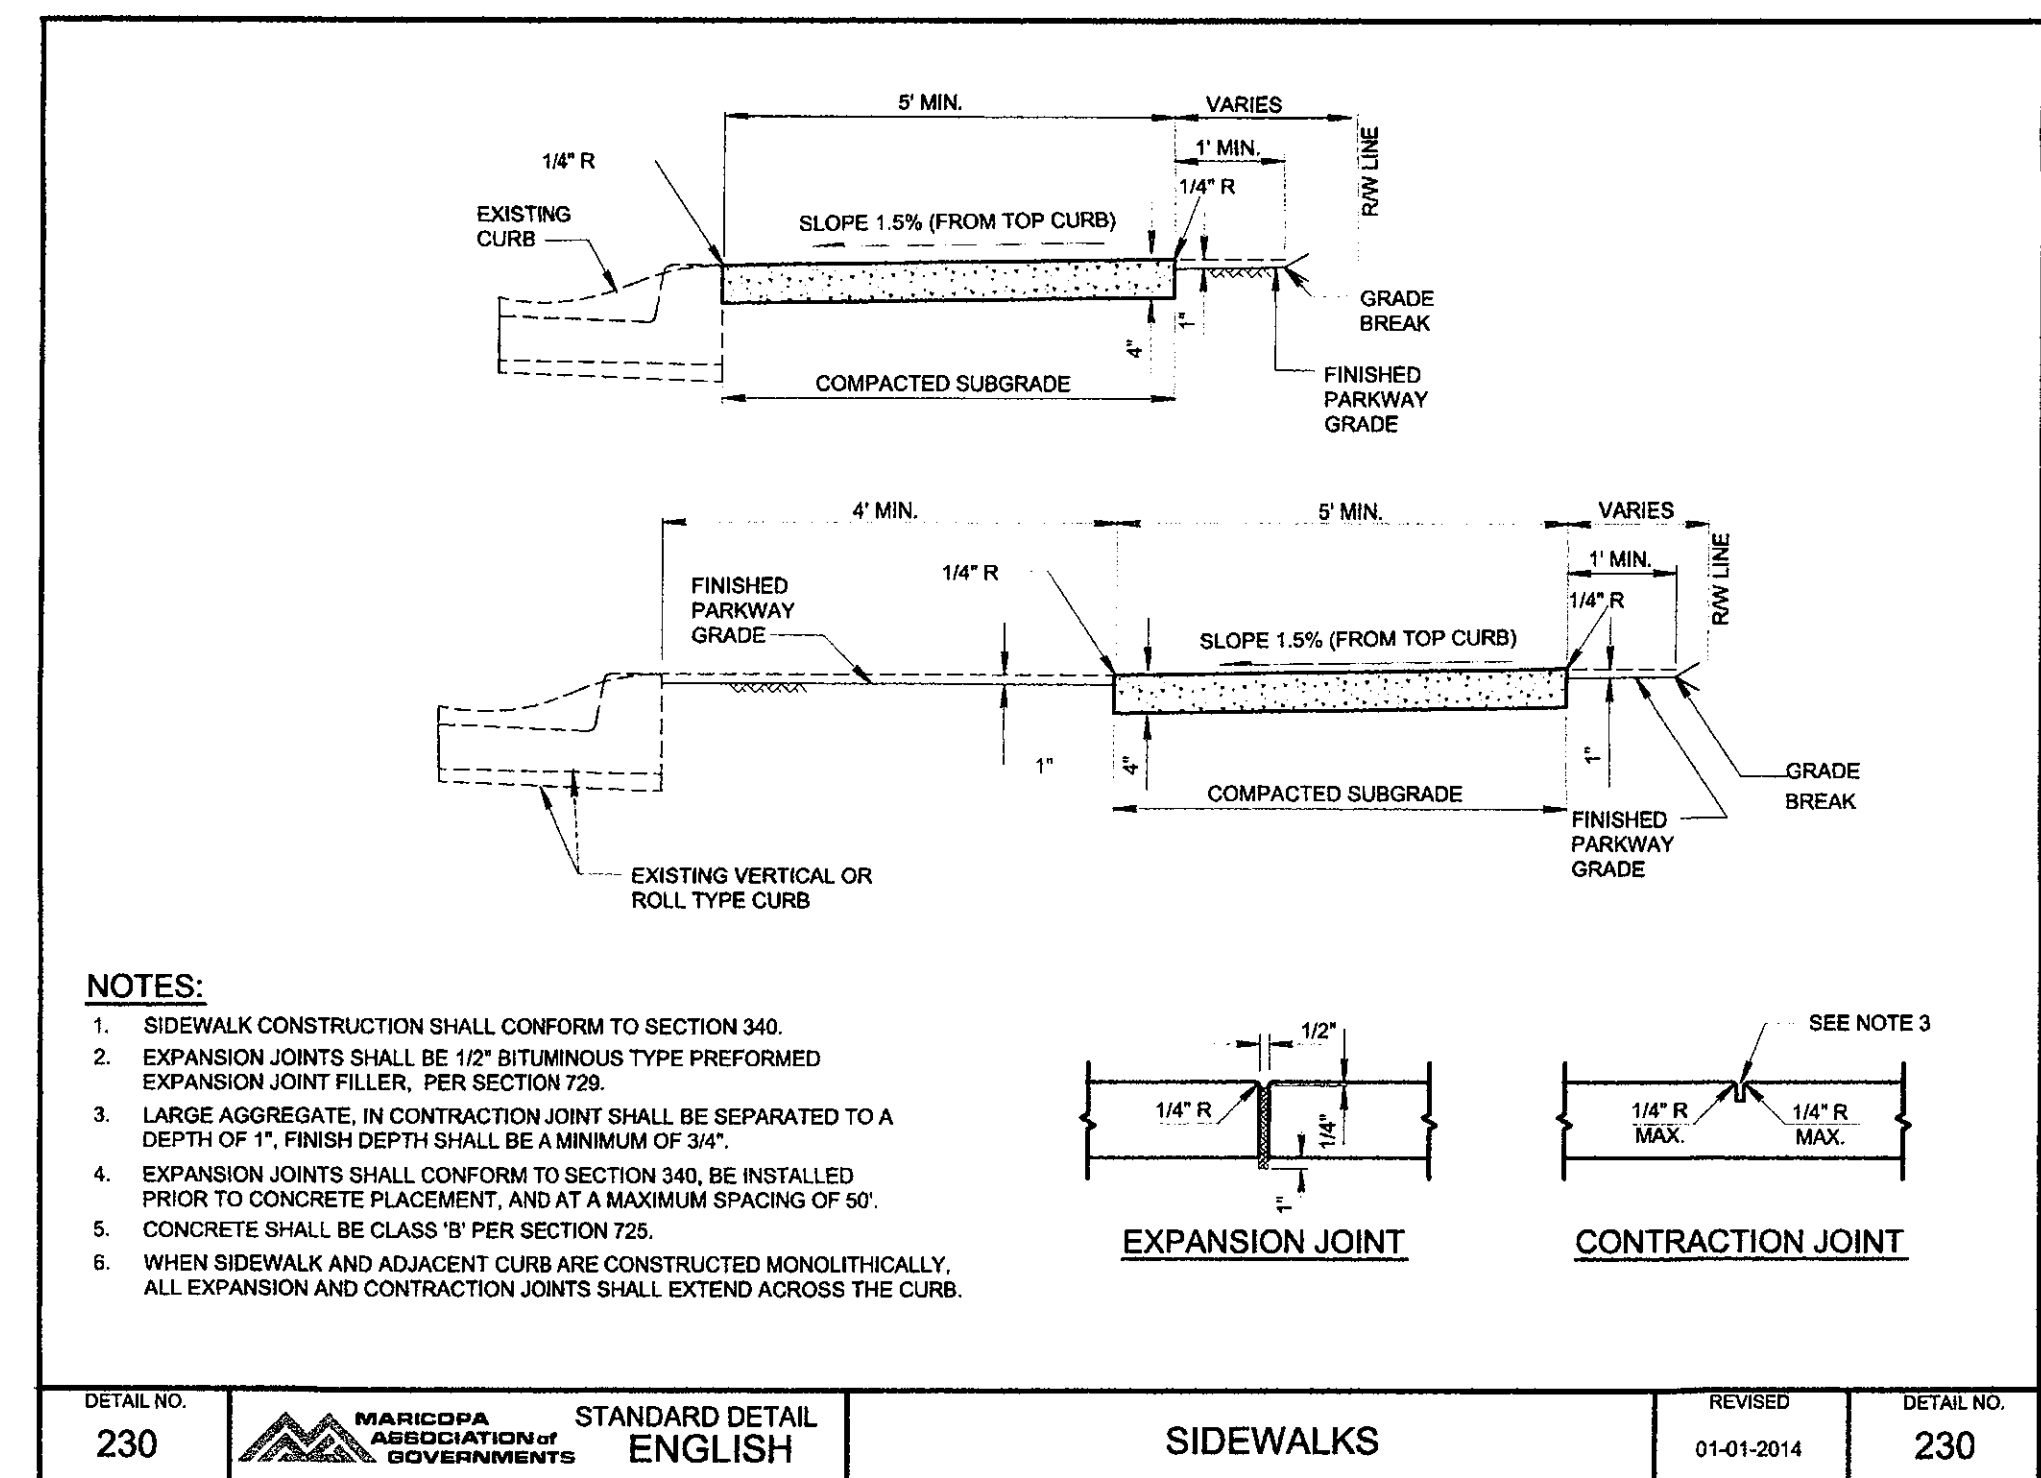 5' MIN.
VARIES
1/4" R
1' MIN.
R/W LINE
1/4" R
EXISTING
CURB
SLOPE 1.5% (FROM TOP CURB)
GRADE
BREAK
1"
4"
COMPACTED SUBGRADE
FINISHED
PARKWAY
GRADE
4' MIN.
5' MIN.
VARIES
1' MIN.
R/W LINE
FINISHED
PARKWAY
GRADE
1/4" R
1/4" R
SLOPE 1.5% (FROM TOP CURB)
1"
4"
1"
GRADE
BREAK
COMPACTED SUBGRADE
FINISHED
PARKWAY
GRADE
EXISTING VERTICAL OR
ROLL TYPE CURB
NOTES:
1. SIDEWALK CONSTRUCTION SHALL CONFORM TO SECTION 340.
2. EXPANSION JOINTS SHALL BE 1/2" BITUMINOUS TYPE PREFORMED
EXPANSION JOINT FILLER, PER SECTION 729.
3. LARGE AGGREGATE, IN CONTRACTION JOINT SHALL BE SEPARATED TO A
DEPTH OF 1", FINISH DEPTH SHALL BE A MINIMUM OF 3/4".
4. EXPANSION JOINTS SHALL CONFORM TO SECTION 340, BE INSTALLED
PRIOR TO CONCRETE PLACEMENT, AND AT A MAXIMUM SPACING OF 50'.
5. CONCRETE SHALL BE CLASS 'B' PER SECTION 725.
6. WHEN SIDEWALK AND ADJACENT CURB ARE CONSTRUCTED MONOLITHICALLY,
ALL EXPANSION AND CONTRACTION JOINTS SHALL EXTEND ACROSS THE CURB.
1/2"
1/4" R
1/4"
1"
EXPANSION JOINT
SEE NOTE 3
1/4" R
MAX.
1/4" R
MAX.
CONTRACTION JOINT
DETAIL NO.
230
MARICOPA
ASSOCIATION of
GOVERNMENTS
STANDARD DETAIL
ENGLISH
SIDEWALKS
REVISED
01-01-2014
DETAIL NO.
230